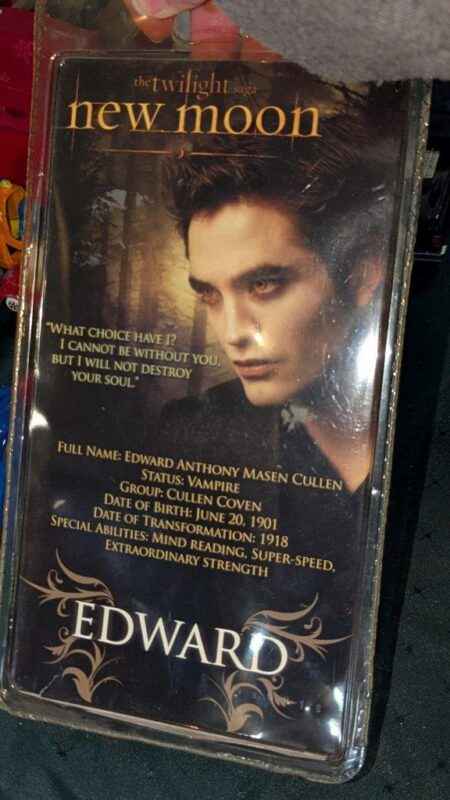 the twilight saga
new moon
"WHAT CHOICE HAVE I?
I CANNOT BE WITHOUT YOU,
BUT I WILL NOT DESTROY
YOUR SOUL."
FULL NAME: EDWARD ANTHONY MASEN CULLEN
STATUS: VAMPIRE
GROUP: CULLEN COVEN
DATE OF BIRTH: JUNE 20, 1901
DATE OF TRANSFORMATION: 1918
SPECIAL ABILITIES: MIND READING, SUPER-SPEED,
EXTRAORDINARY STRENGTH
EDWARD